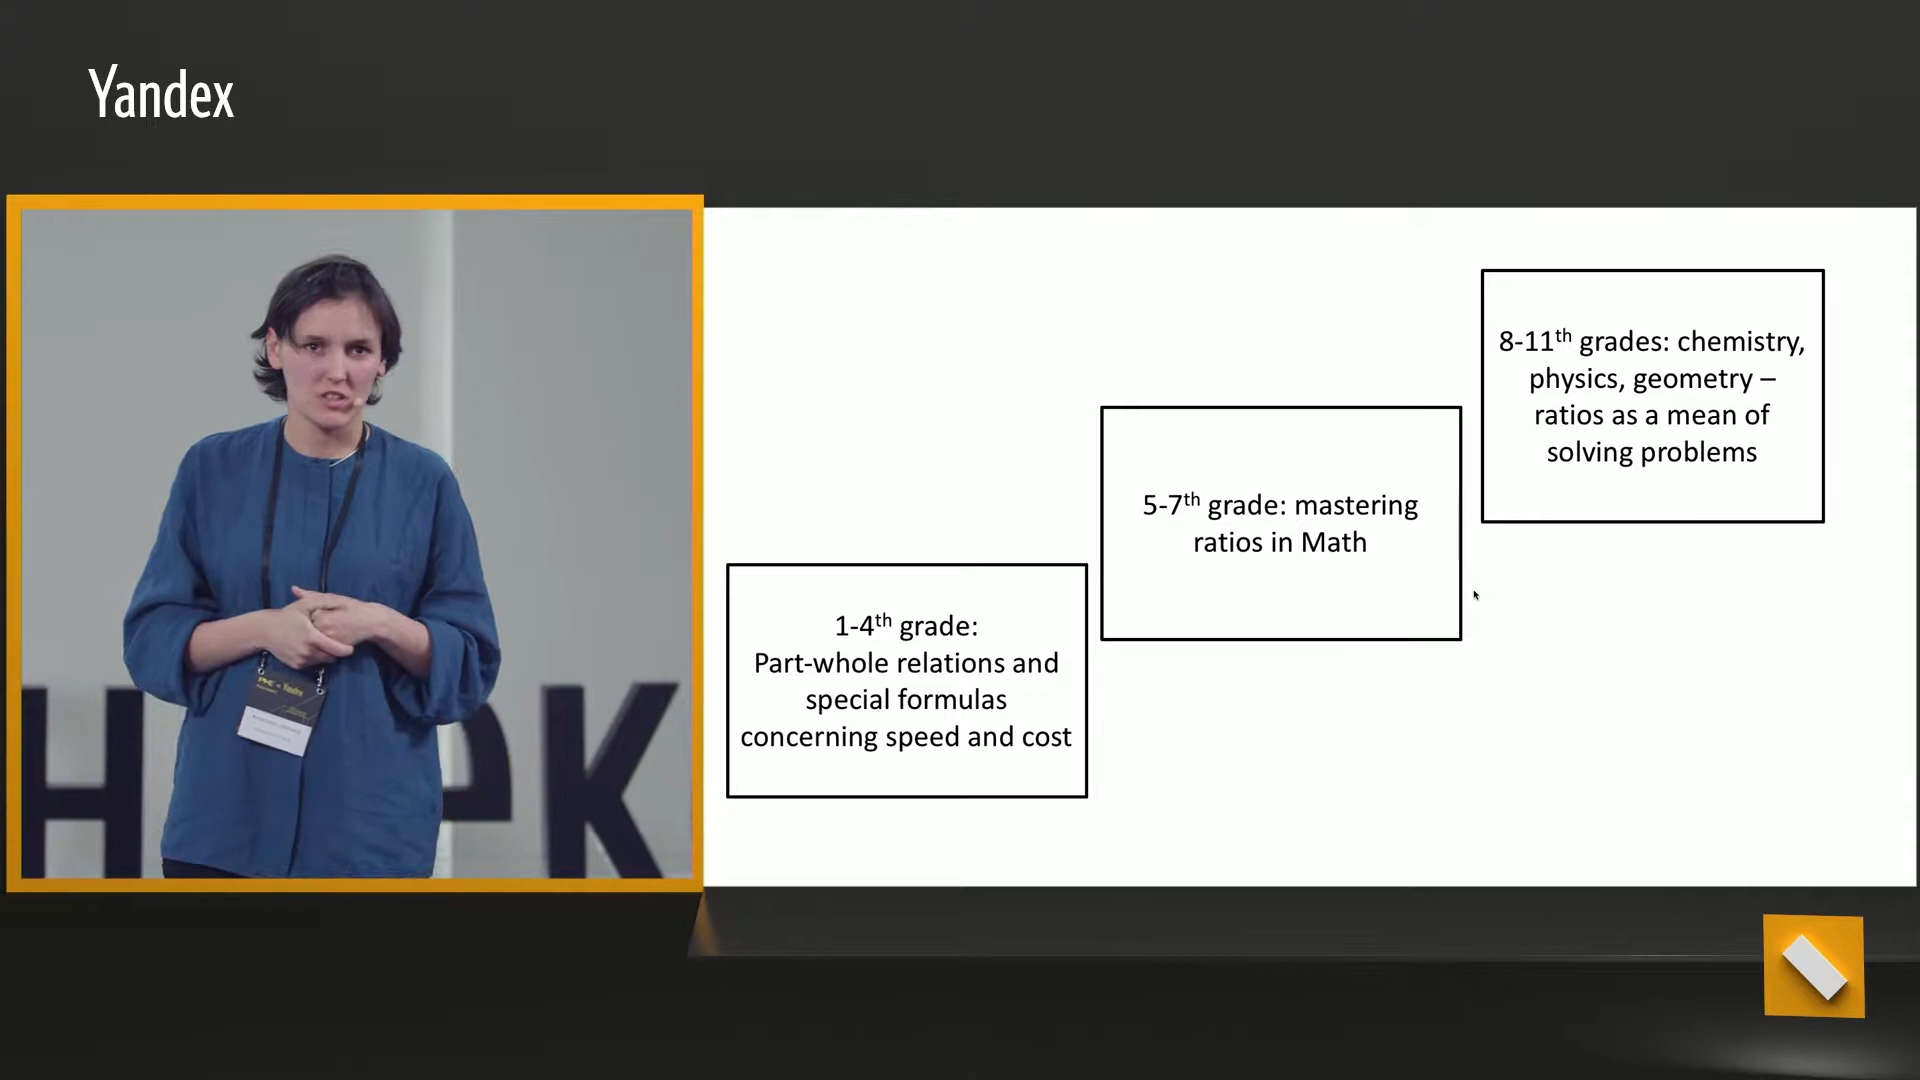 Yandex
8-11th grades: chemistry,
physics, geometry –
ratios as a mean of
solving problems
5-7th grade: mastering
ratios in Math
1-4th grade:
Part-whole relations and
special formulas
concerning speed and cost